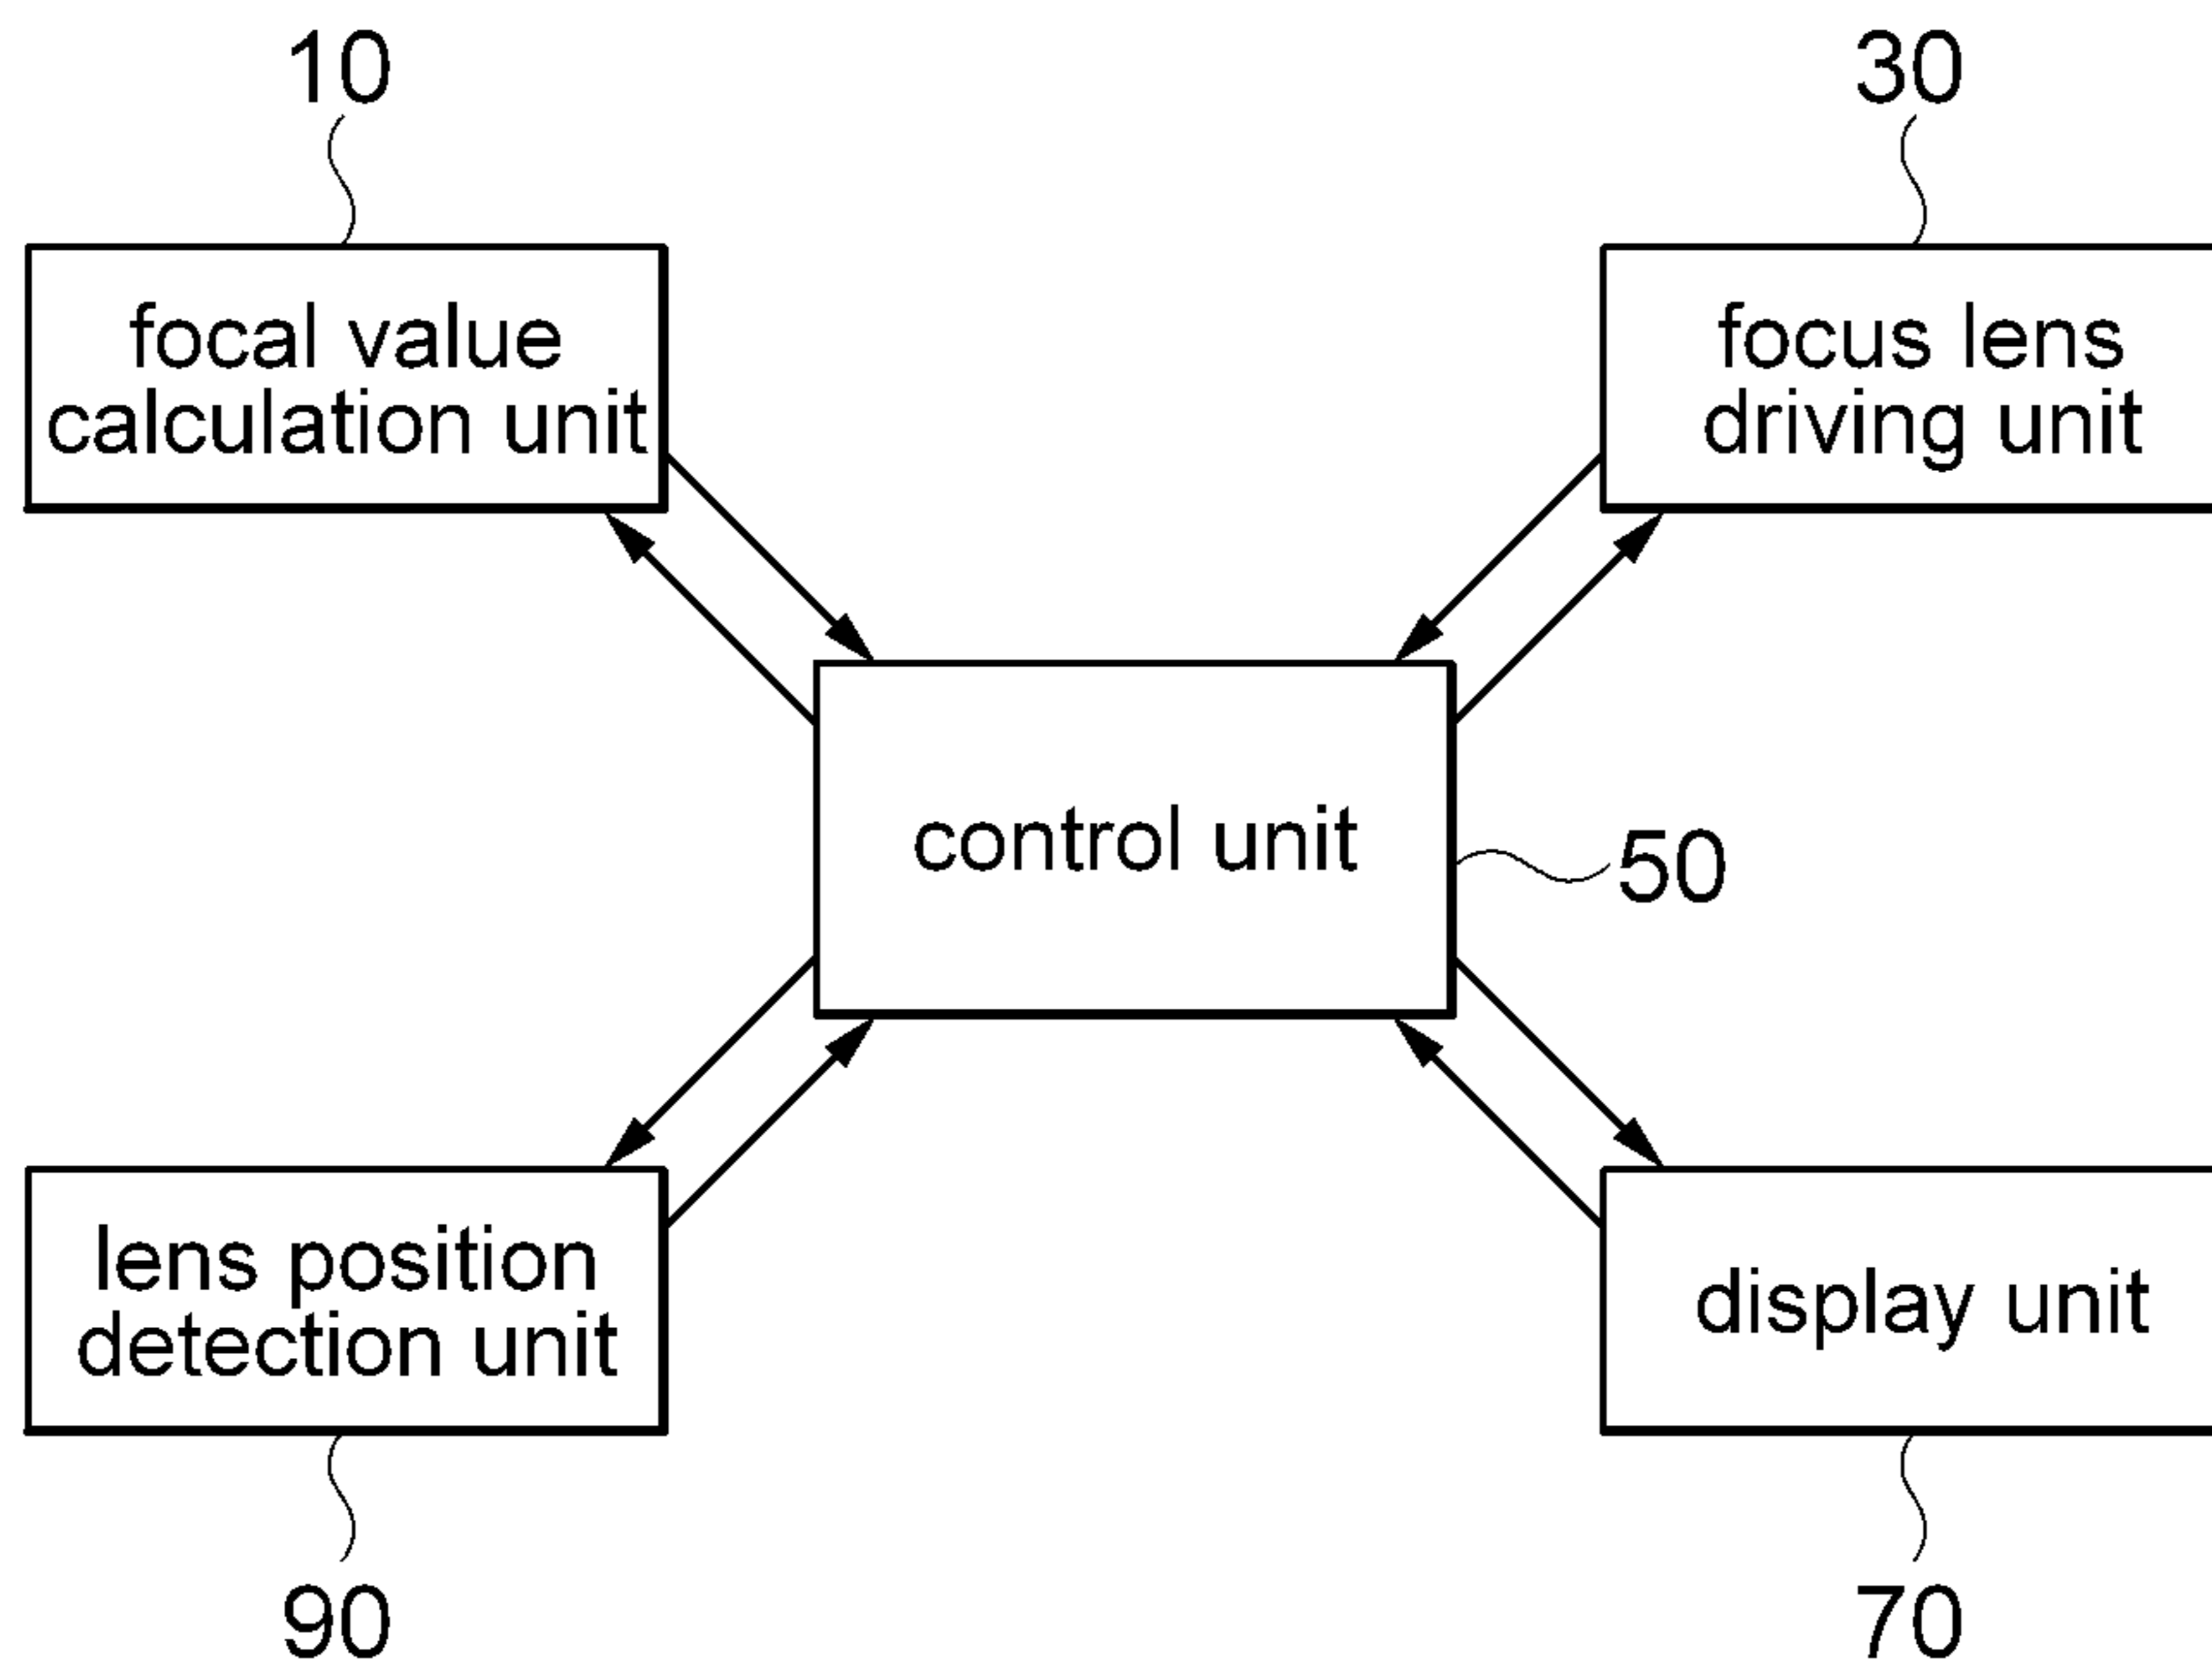 10
30
focal value
calculation unit
focus lens
driving unit
control unit
50
lens position
detection unit
display unit
90
70